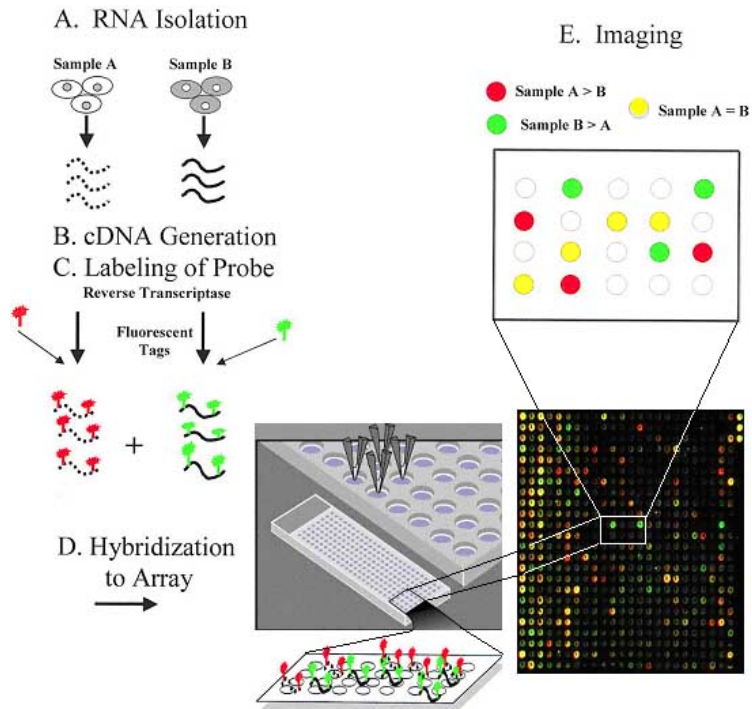 A. RNA Isolation
Sample A
Sample B
B. cDNA Generation
C. Labeling of Probe
Reverse Transcriptase
Fluorescent
Tags
+
D. Hybridization
to Array
E. Imaging
Sample A > B
Sample B > A
Sample A = B